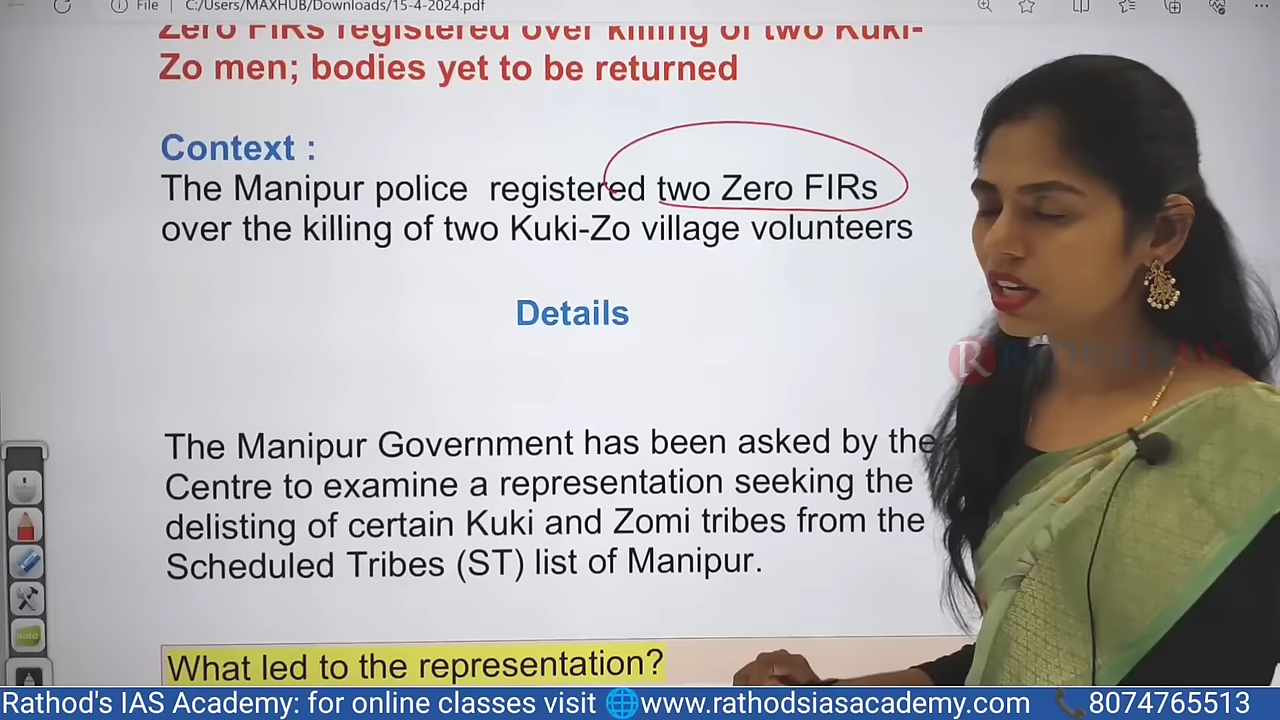 File
C:/Users/MAXHUB/Downloads/15-4-2024.pdf
Zero FIRs registered over killing of two Kuki-
Zo men; bodies yet to be returned
Context :
The Manipur police registered two Zero FIRs
over the killing of two Kuki-Zo village volunteers
Details
The Manipur Government has been asked by the
Centre to examine a representation seeking the
delisting of certain Kuki and Zomi tribes from the
Scheduled Tribes (ST) list of Manipur.
What led to the representation?
R RATHOD'S IAS
NOTE
Rathod's IAS Academy: for online classes visit 🌐www.rathodsiasacademy.com 📞8074765513